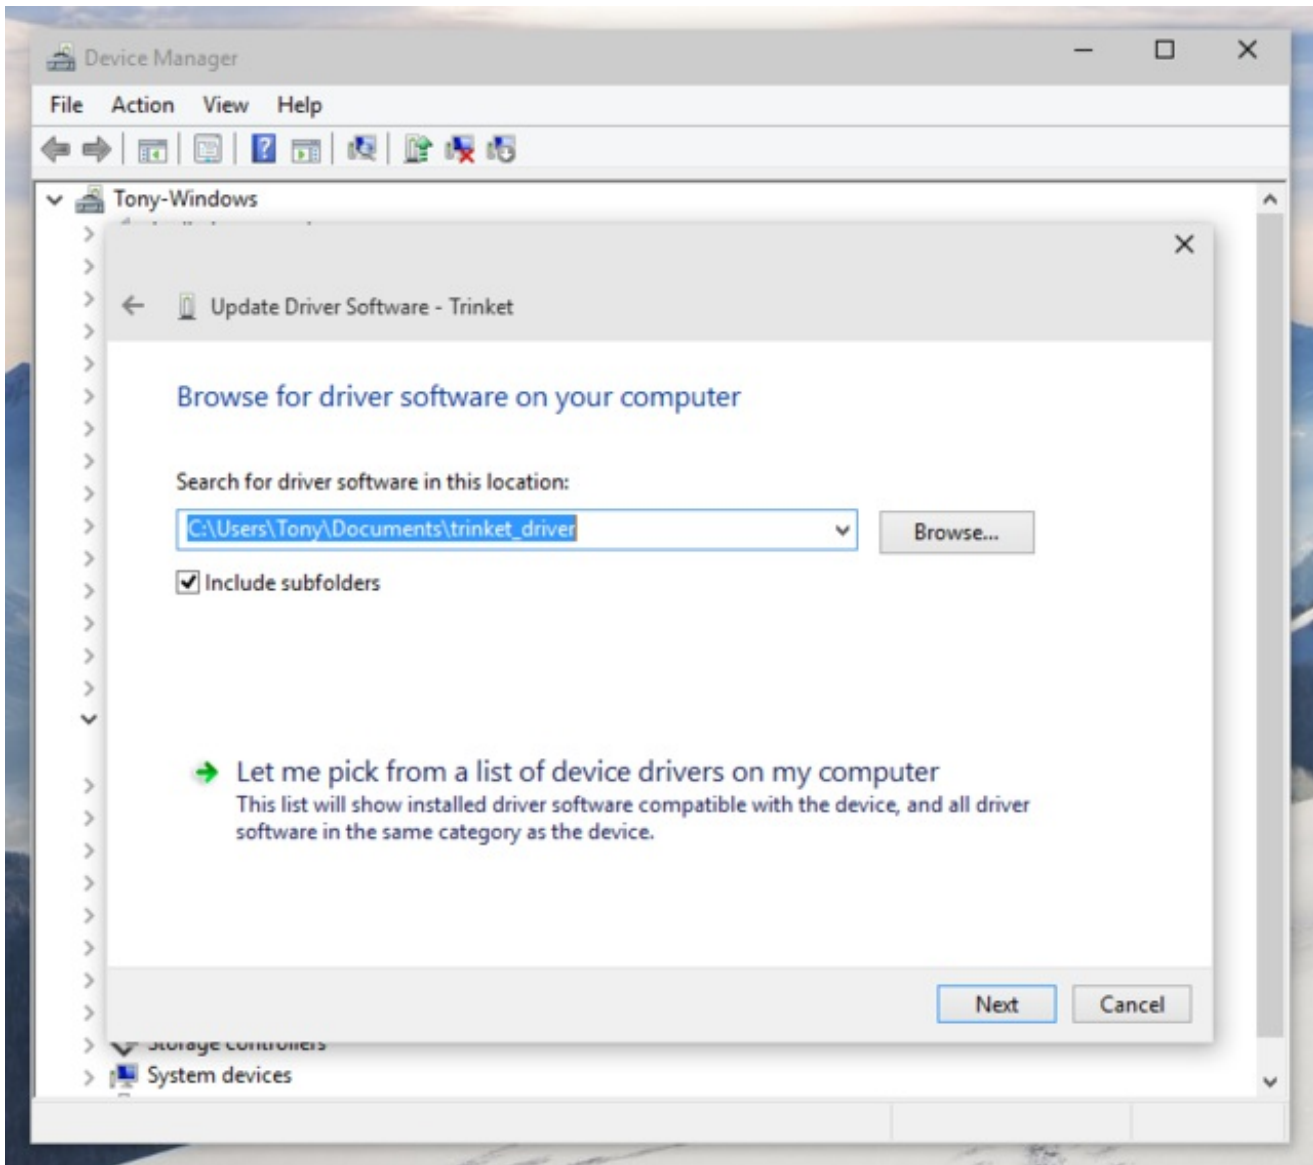 Device Manager
File Action View Help
Tony-Windows
Update Driver Software - Trinket
Browse for driver software on your computer
Search for driver software in this location:
C:\Users\Tony\Documents\trinket_driver
Browse...
Include subfolders
Let me pick from a list of device drivers on my computer
This list will show installed driver software compatible with the device, and all driver
software in the same category as the device.
Next Cancel
Storage controllers
System devices